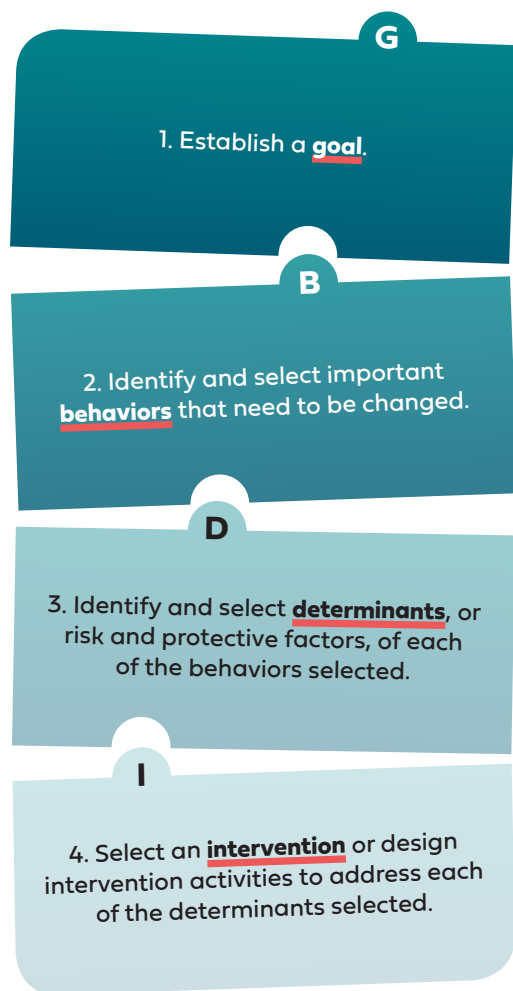 G
1. Establish a goal.
B
2. Identify and select important
behaviors that need to be changed.
D
3. Identify and select determinants, or
risk and protective factors, of each
of the behaviors selected.
I
4. Select an intervention or design
intervention activities to address each
of the determinants selected.